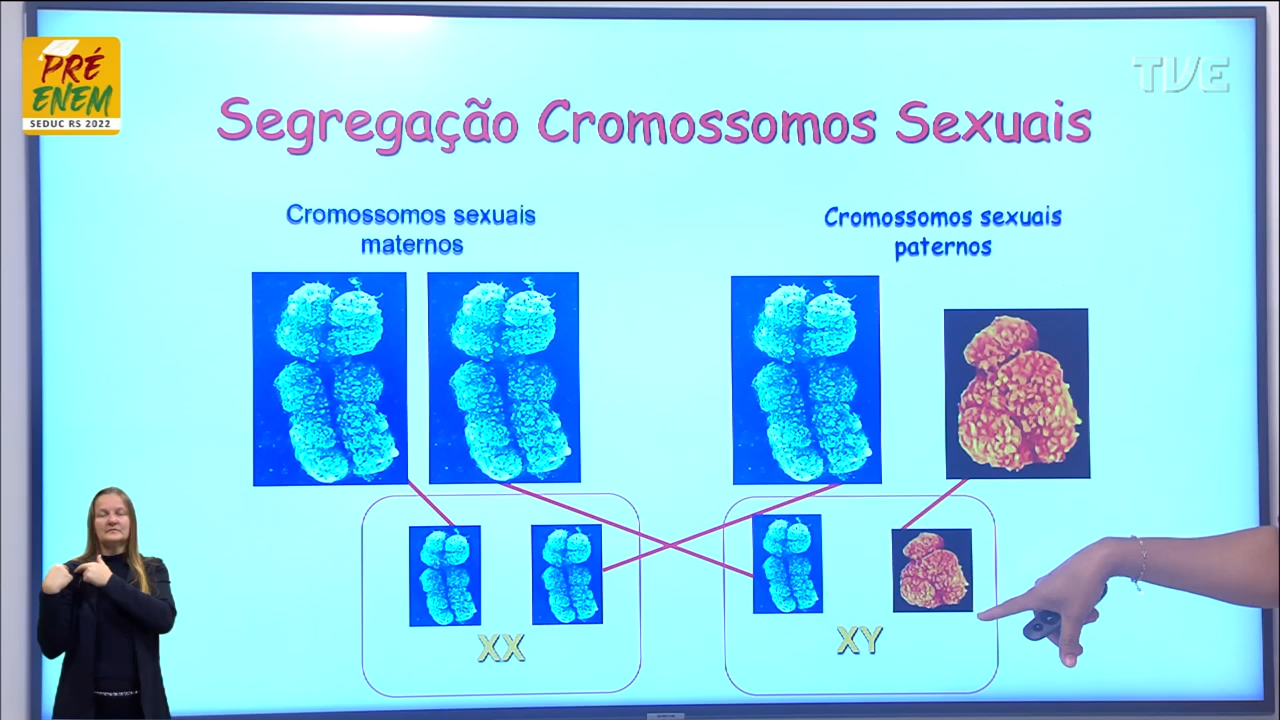 PRÉ
ENEM
SEDUC RS 2022
TVE
Segregação Cromossomos Sexuais
Cromossomos sexuais
maternos
Cromossomos sexuais
paternos
XX
XY